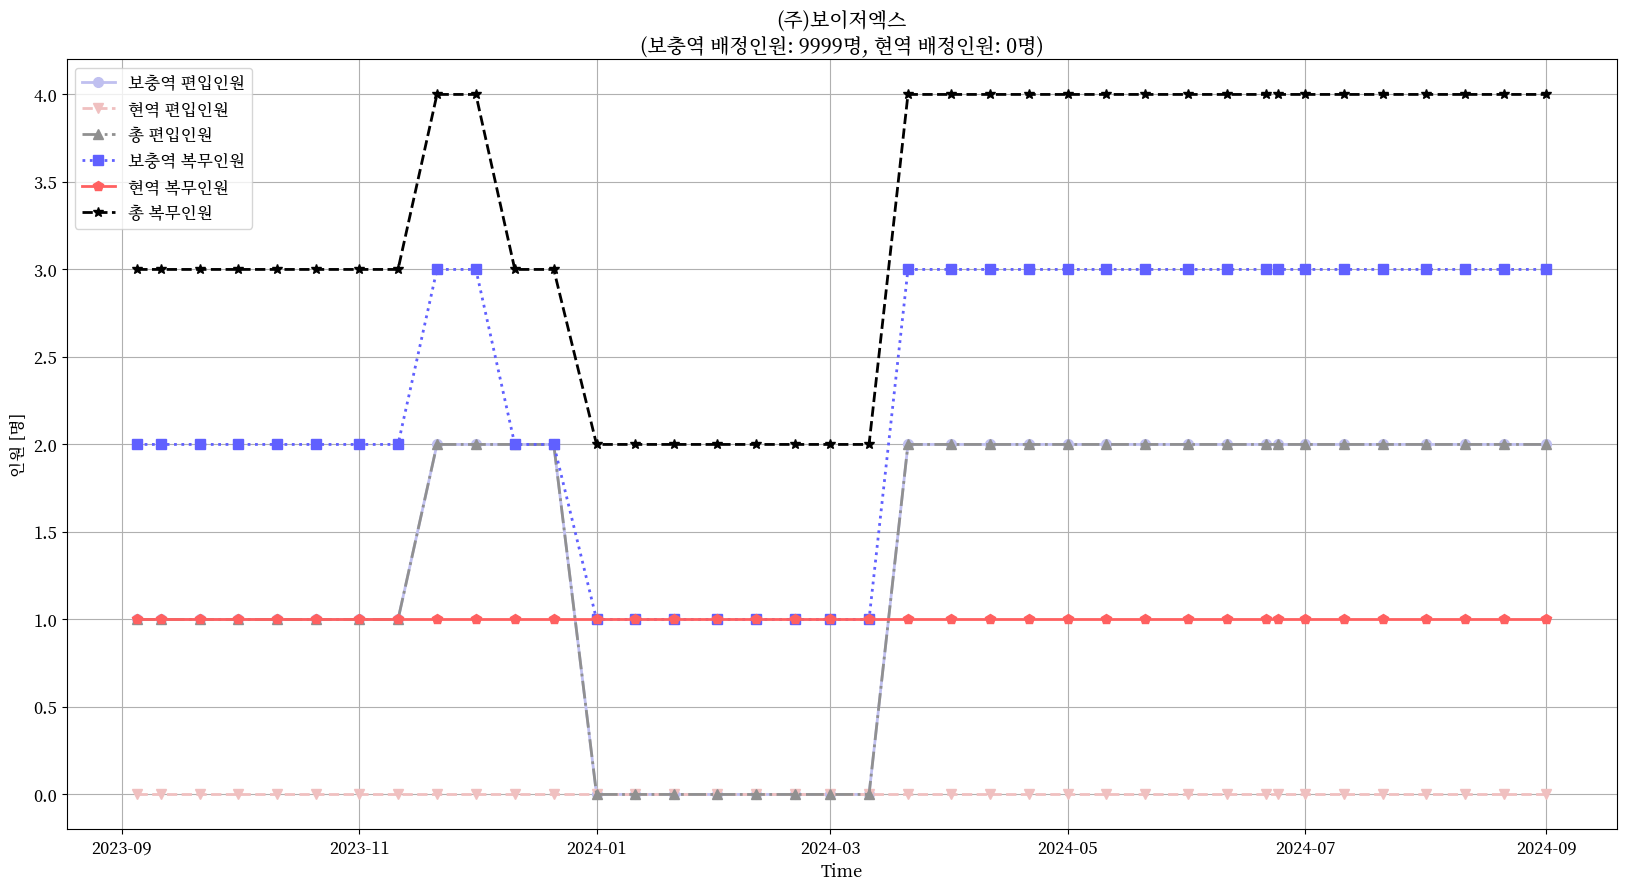 (주)보이저엑스
(보충역 배정인원: 9999명, 현역 배정인원: 0명)
보충역 편입인원
현역 편입인원
총 편입인원
보충역 복무인원
현역 복무인원
총 복무인원
4.0
3.5
3.0
2.5
2.0
1.5
1.0
0.5
0.0
인원 [명]
2023-09 2023-11 2024-01 2024-03 2024-05 2024-07 2024-09
Time